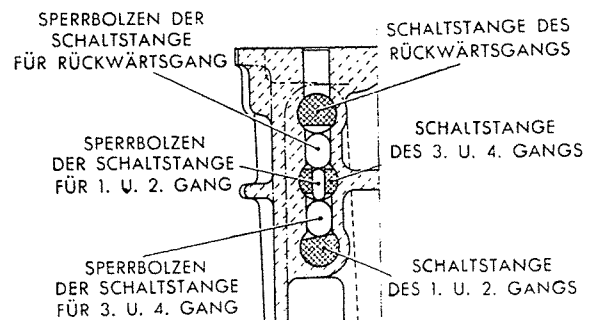 SPERRBOLZEN DER
SCHALTSTANGE
FÜR RÜCKWÄRTSGANG
SCHALTSTANGE DES
RÜCKWÄRTSGANGS
SPERRBOLZEN
DER SCHALTSTANGE
FÜR 1. U. 2. GANG
SCHALTSTANGE
DES 3. U. 4. GANGS
SPERRBOLZEN
DER SCHALTSTANGE
FÜR 3. U. 4. GANG
SCHALTSTANGE
DES 1. U. 2. GANGS